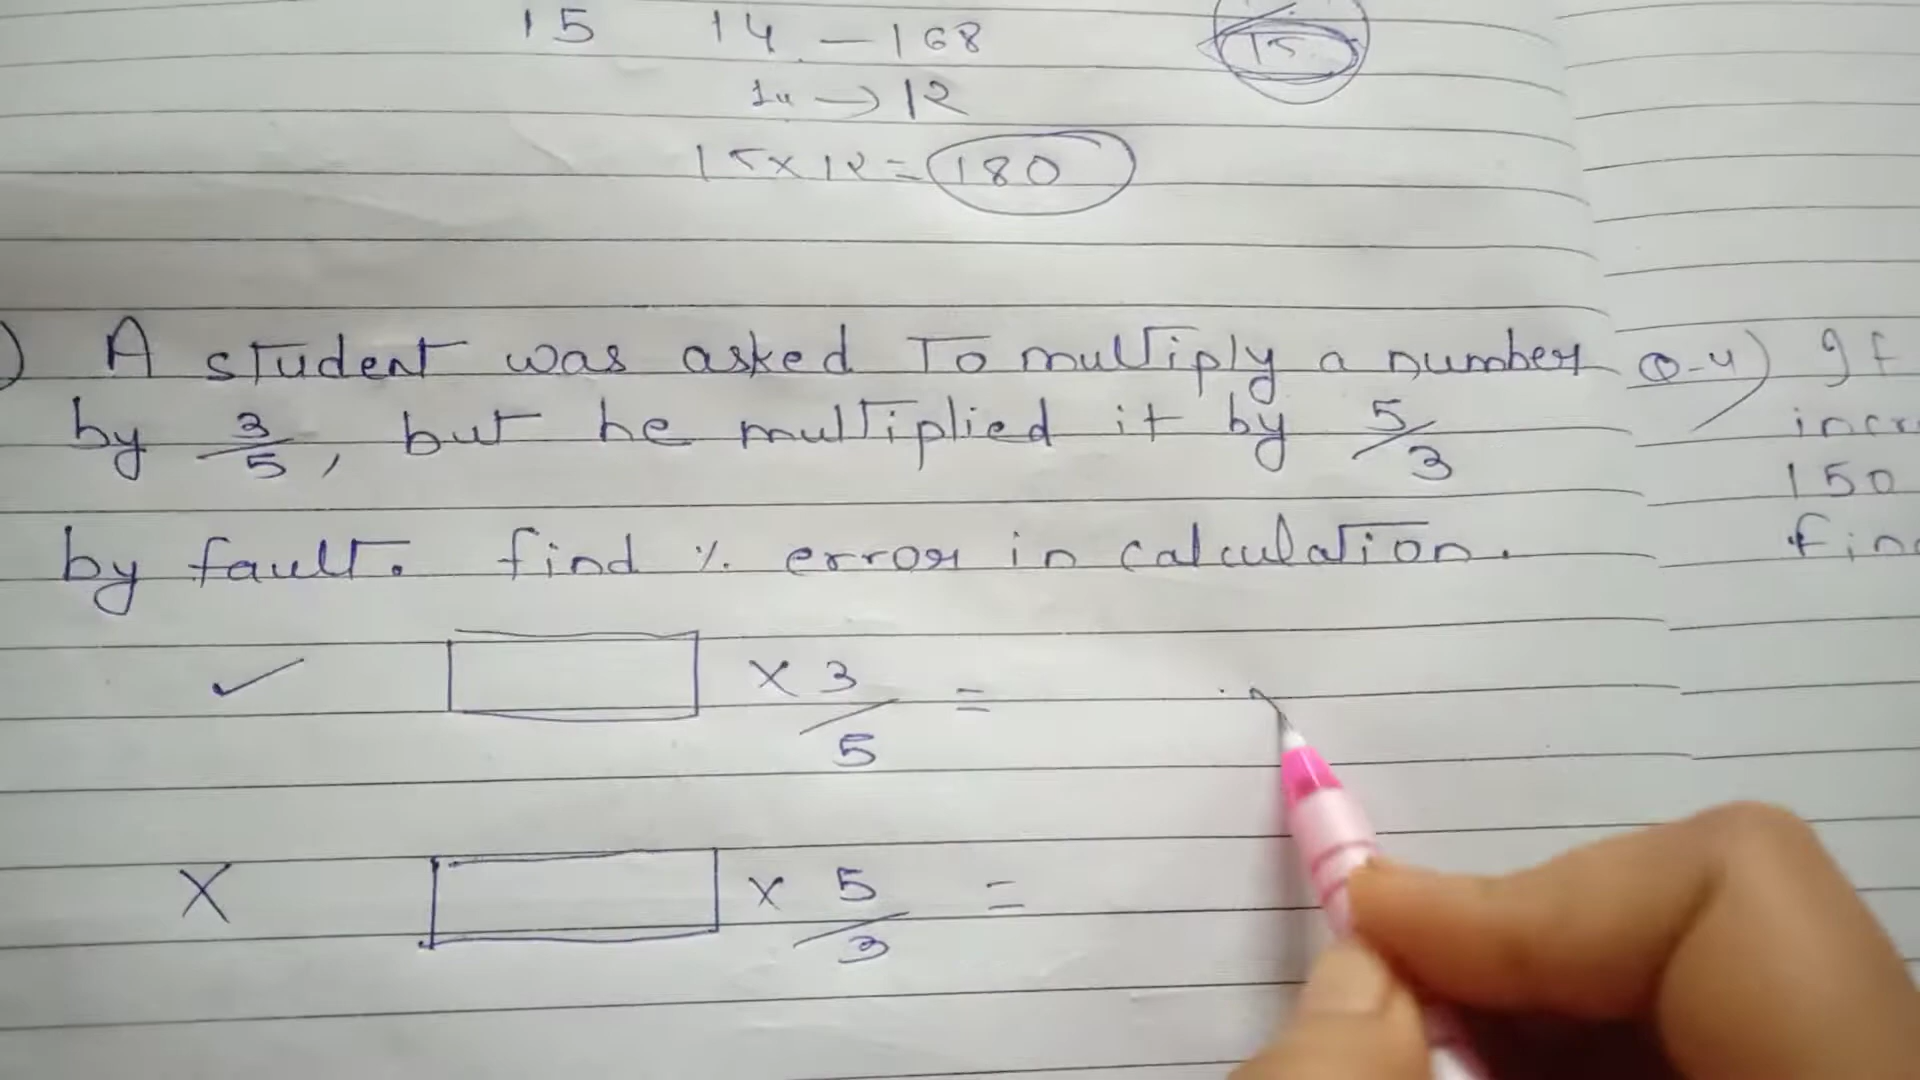 15 14 — 168
15
14 → 12
15 x 12 = 180
) A student was asked To multiply a number
by 3/5, but he multiplied it by 5/3
by fault. find % error in calculation.
✓ x 3/5 =
X x 5/3 =
Q-4) If
incr
150
fin